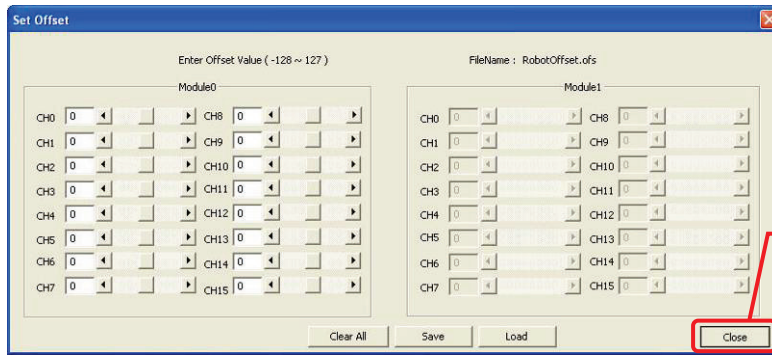 Set Offset
Enter Offset Value ( -128 ~ 127 )
FileName : RobotOffset.ofs
Module0
CH0 0 CH8 0
CH1 0 CH9 0
CH2 0 CH10 0
CH3 0 CH11 0
CH4 0 CH12 0
CH5 0 CH13 0
CH6 0 CH14 0
CH7 0 CH15 0
Module1
CH0 0 CH8 0
CH1 0 CH9 0
CH2 0 CH10 0
CH3 0 CH11 0
CH4 0 CH12 0
CH5 0 CH13 0
CH6 0 CH14 0
CH7 0 CH15 0
Clear All Save Load Close